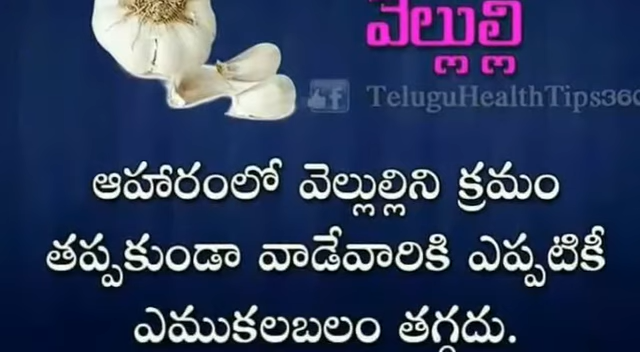 వెల్లుల్లి
f TeluguHealthTips360
ఆహారంలో వెల్లుల్లిని క్రమం
తప్పకుండా వాడేవారికి ఎప్పటికీ
ఎముకలబలం తగ్గదు.